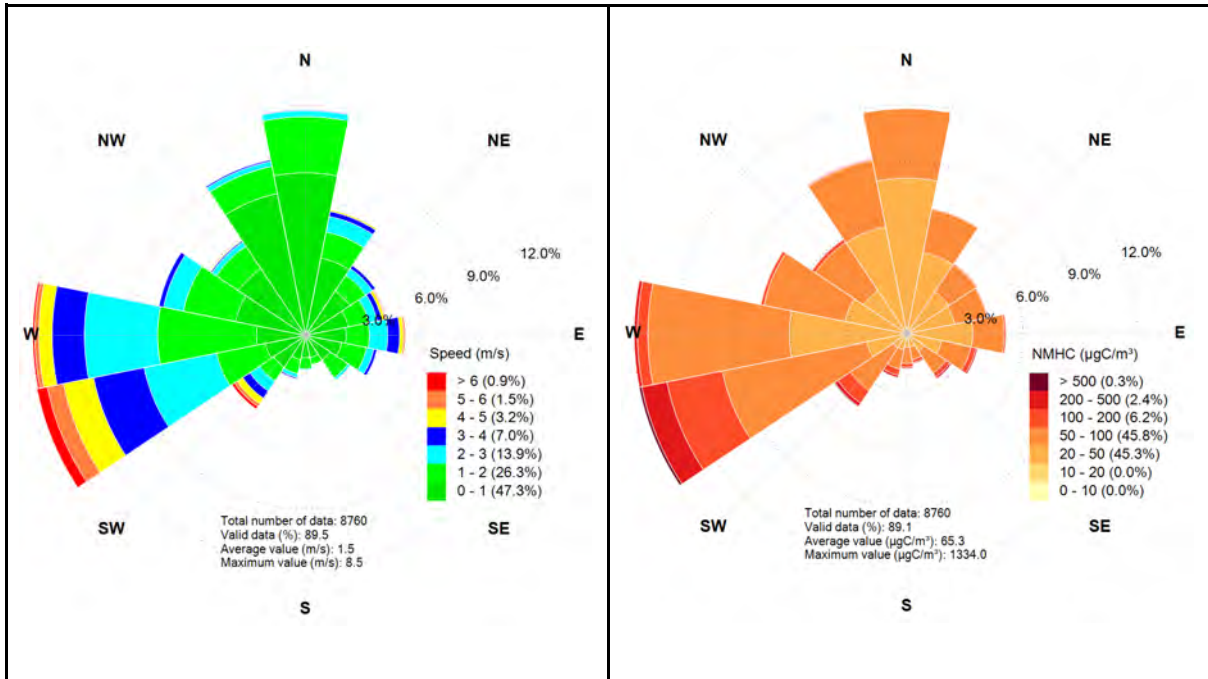 N
NW
NE
12.0%
9.0%
6.0%
3.0%
W
E
Speed (m/s)
> 6 (0.9%)
5 - 6 (1.5%)
4 - 5 (3.2%)
3 - 4 (7.0%)
2 - 3 (13.9%)
1 - 2 (26.3%)
0 - 1 (47.3%)
SW
SE
Total number of data: 8760
Valid data (%): 89.5
Average value (m/s): 1.5
Maximum value (m/s): 8.5
S
N
NW
NE
12.0%
9.0%
6.0%
3.0%
W
E
NMHC (µgC/m³)
> 500 (0.3%)
200 - 500 (2.4%)
100 - 200 (6.2%)
50 - 100 (45.8%)
20 - 50 (45.3%)
10 - 20 (0.0%)
0 - 10 (0.0%)
SW
SE
Total number of data: 8760
Valid data (%): 89.1
Average value (µgC/m³): 65.3
Maximum value (µgC/m³): 1334.0
S